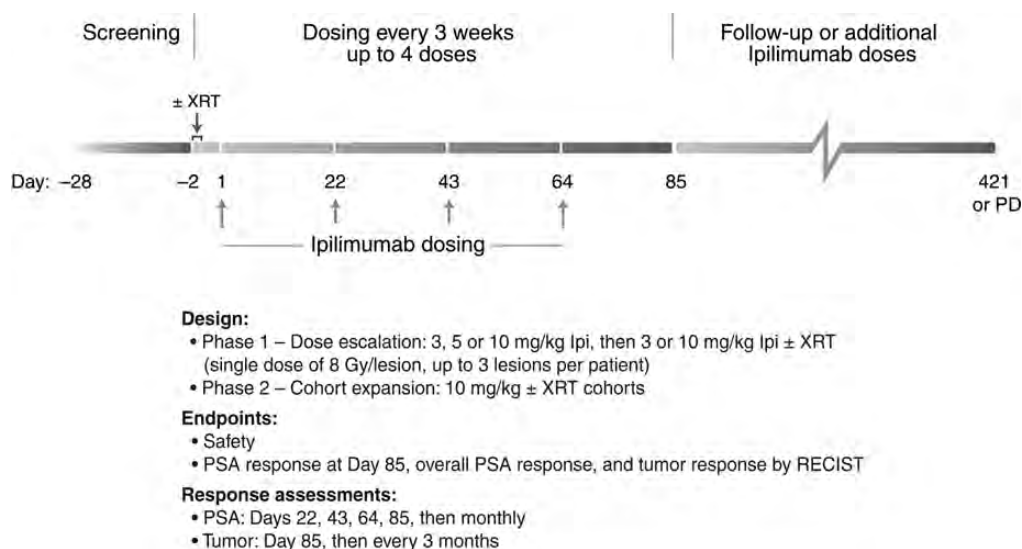 Screening
Dosing every 3 weeks
up to 4 doses
Follow-up or additional
Ipilimumab doses
± XRT
Day: –28 –2 1 22 43 64 85 421
or PD
Ipilimumab dosing
Design:
• Phase 1 – Dose escalation: 3, 5 or 10 mg/kg Ipi, then 3 or 10 mg/kg Ipi ± XRT
(single dose of 8 Gy/lesion, up to 3 lesions per patient)
• Phase 2 – Cohort expansion: 10 mg/kg ± XRT cohorts
Endpoints:
• Safety
• PSA response at Day 85, overall PSA response, and tumor response by RECIST
Response assessments:
• PSA: Days 22, 43, 64, 85, then monthly
• Tumor: Day 85, then every 3 months